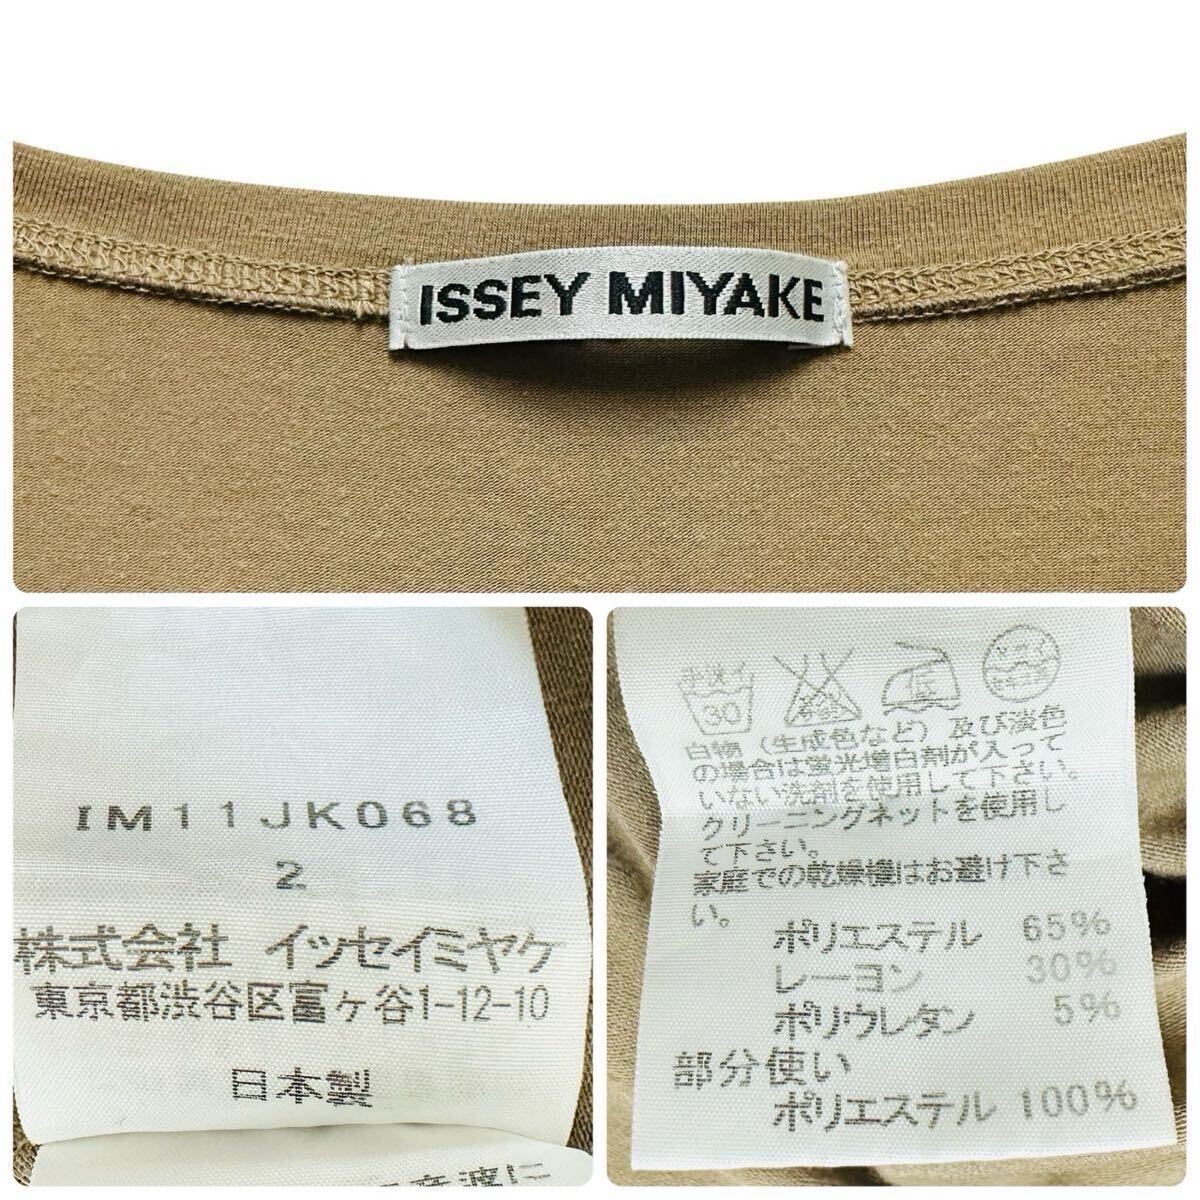 ISSEY MIYAKE
IM11JK068
2
株式会社 イッセイミヤケ
東京都渋谷区富ヶ谷1-12-10
日本製
手洗イ
30
低
白物（生成色など）及び淡色
の場合は蛍光増白剤が入って
いない洗剤を使用して下さい。
クリーニングネットを使用し
て下さい。
家庭での乾燥機はお避け下さ
い。
ポリエステル 65%
レーヨン 30%
ポリウレタン 5%
部分使い
ポリエステル 100%